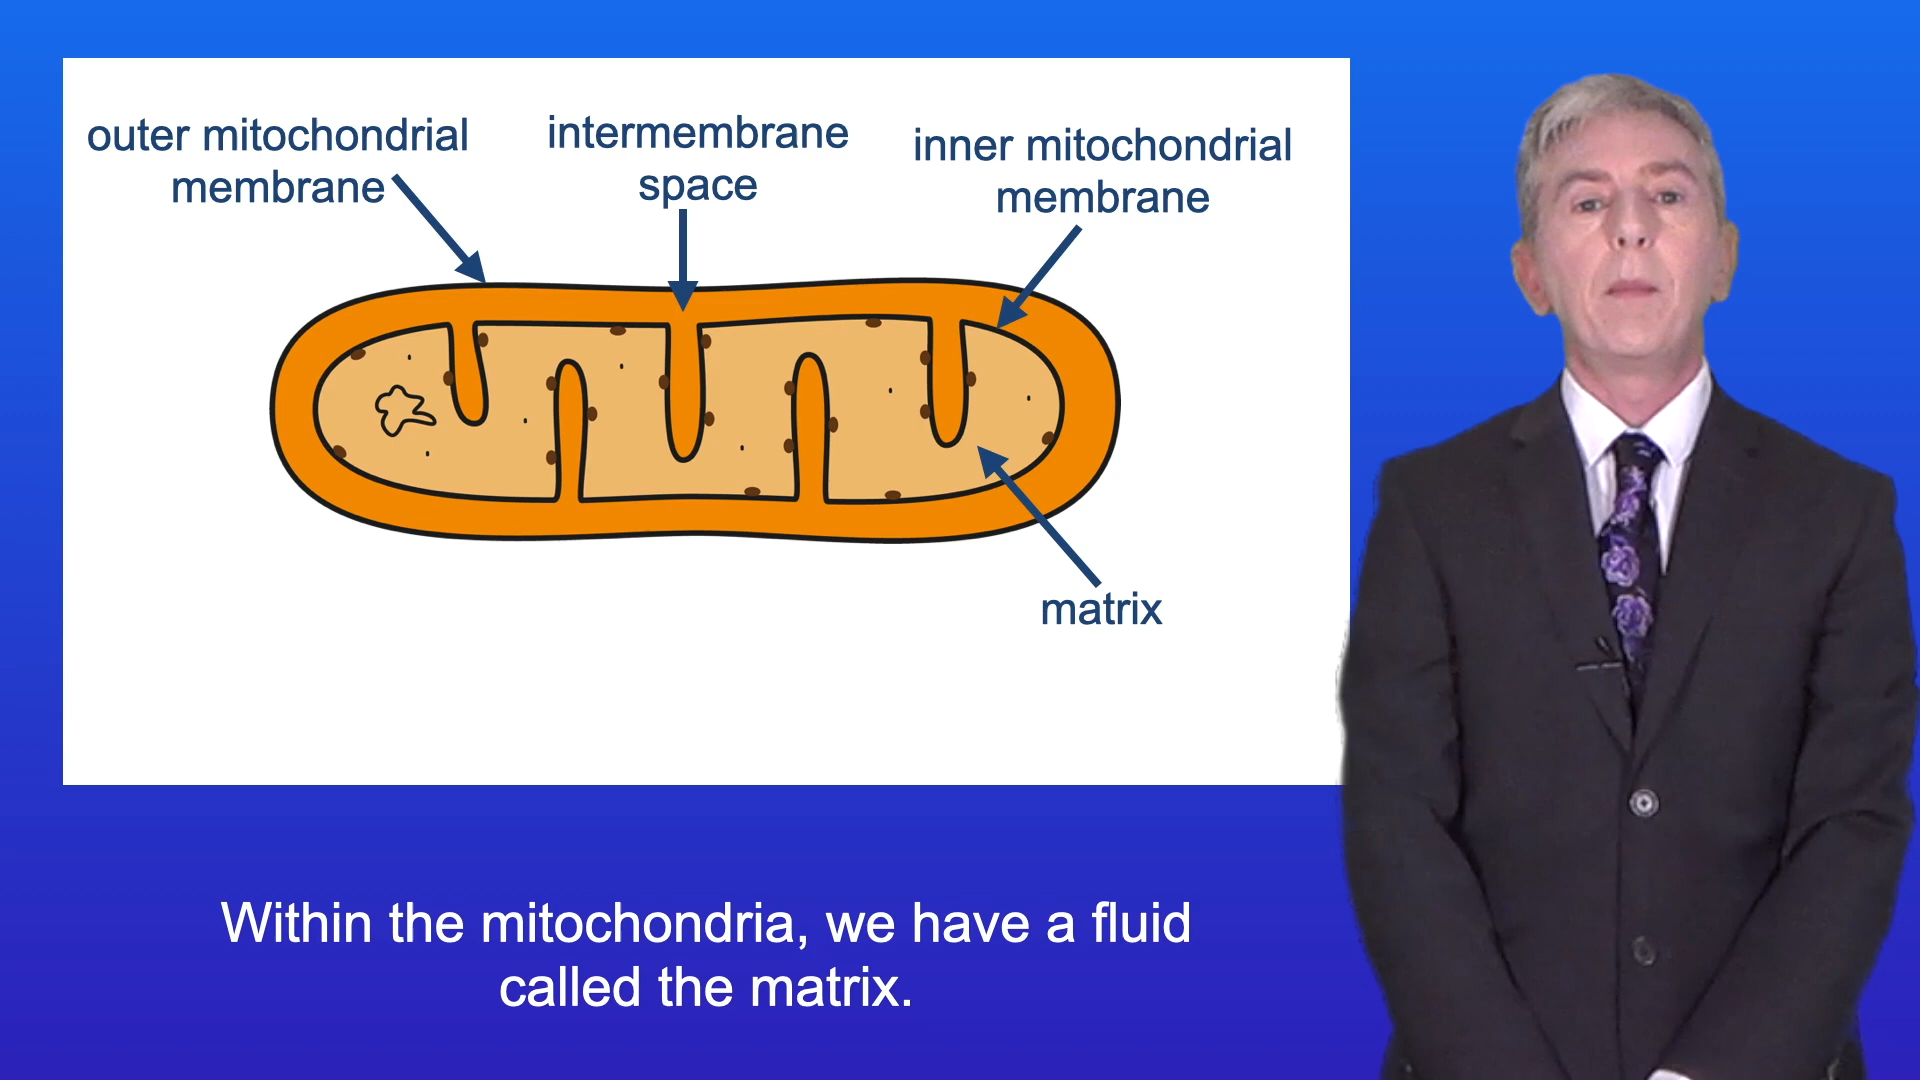 outer mitochondrial
membrane
intermembrane
space
inner mitochondrial
membrane
matrix
Within the mitochondria, we have a fluid
called the matrix.